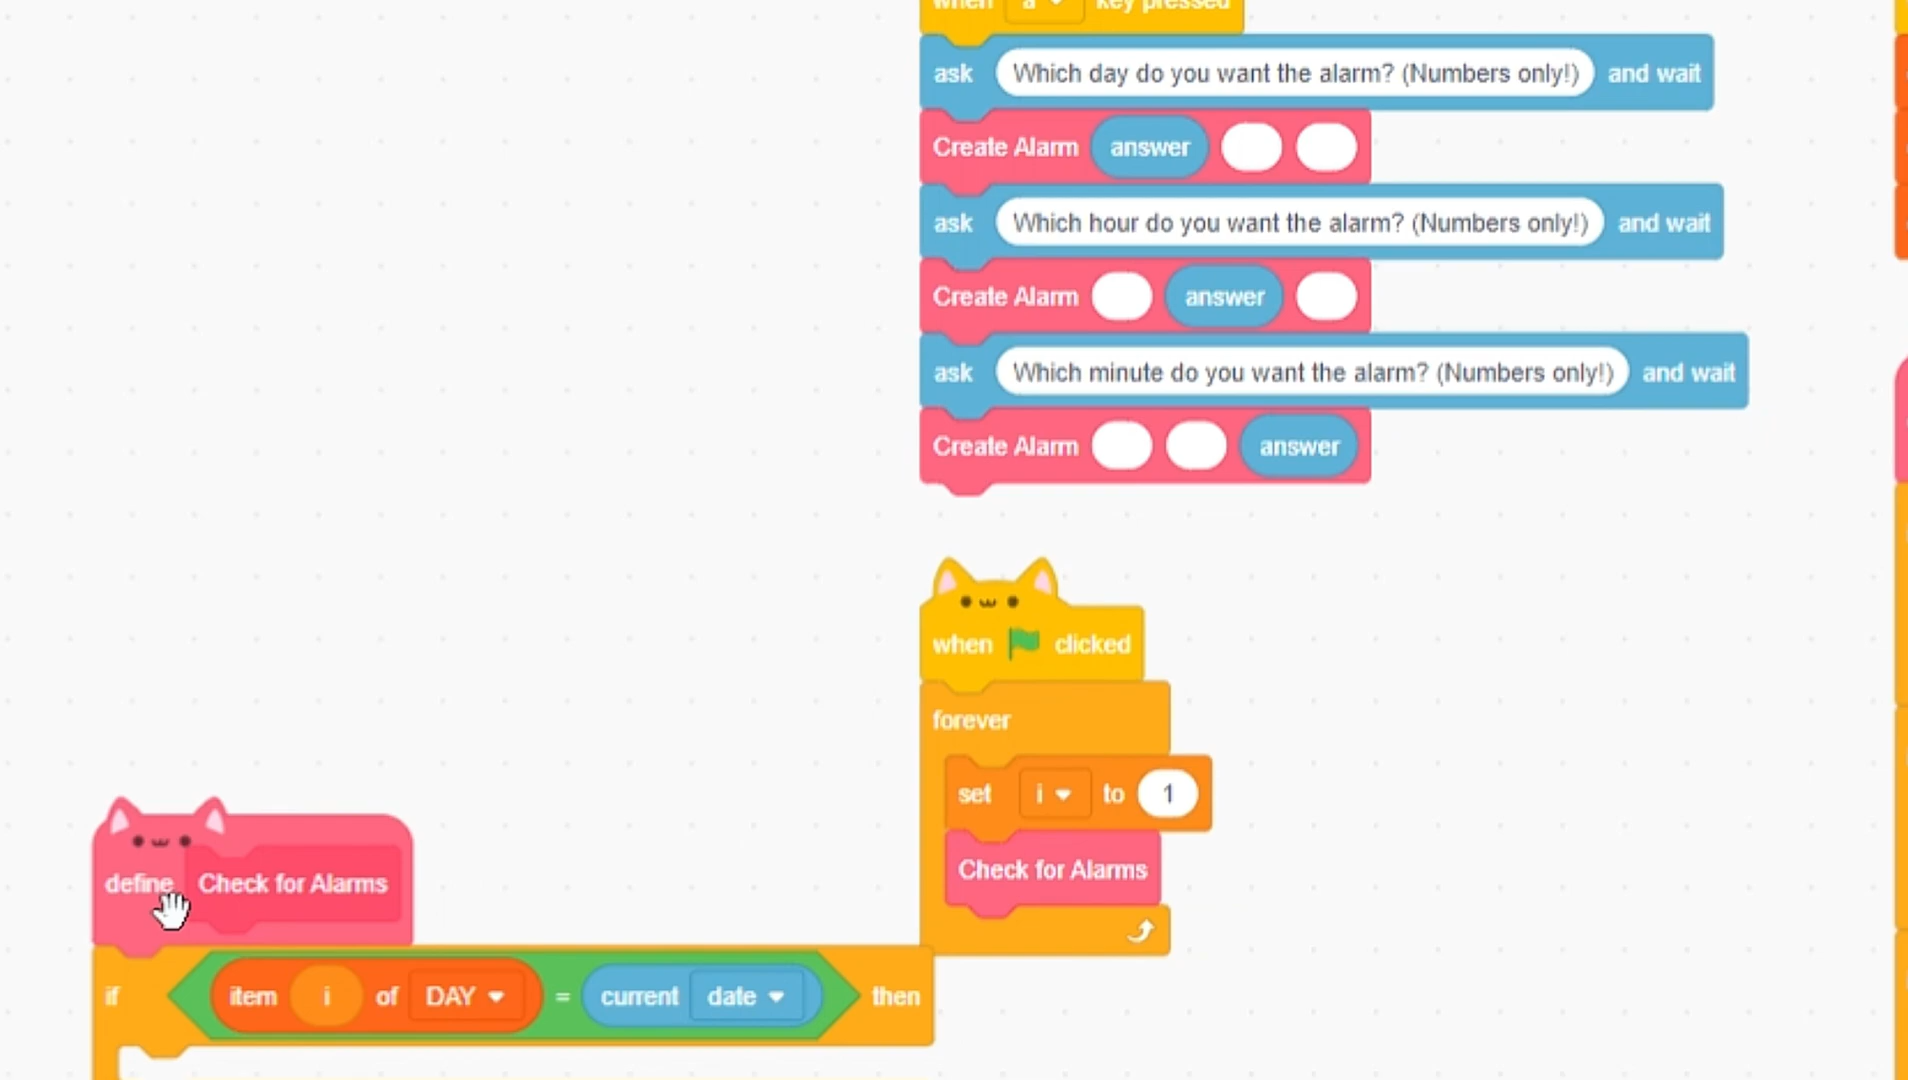 when a key pressed
ask Which day do you want the alarm? (Numbers only!) and wait
Create Alarm answer
ask Which hour do you want the alarm? (Numbers only!) and wait
Create Alarm answer
ask Which minute do you want the alarm? (Numbers only!) and wait
Create Alarm answer
when clicked
forever
set i to 1
Check for Alarms
define Check for Alarms
if item i of DAY = current date then